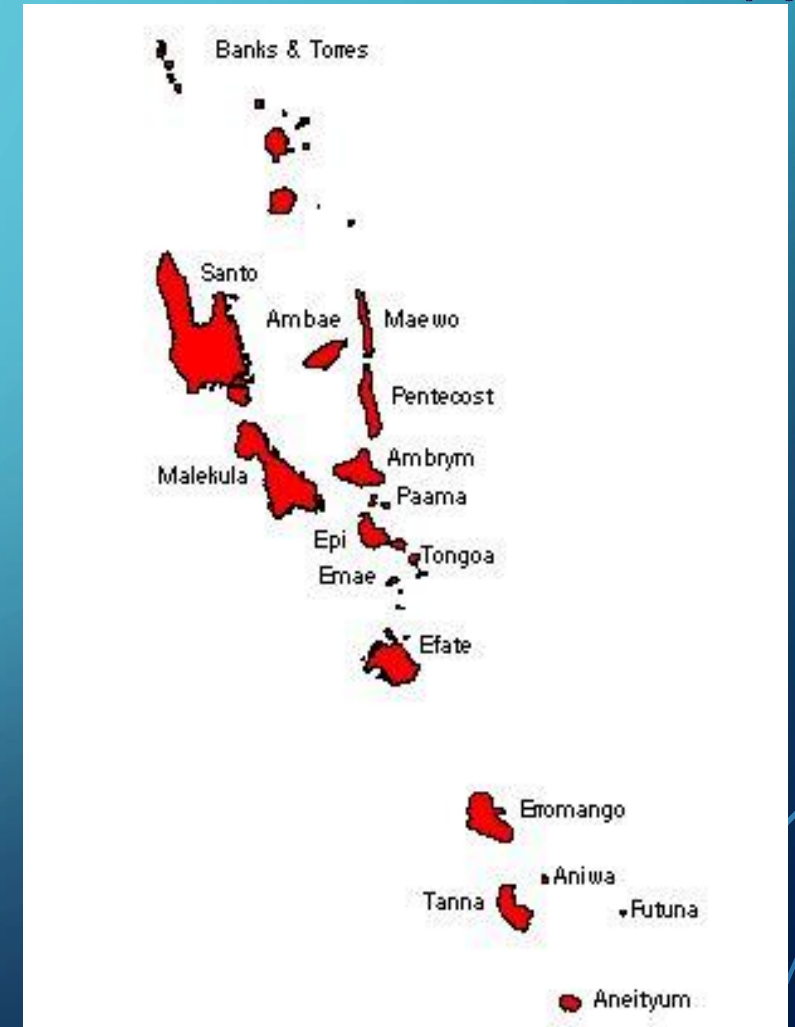 Banks & Torres
Santo
Ambae
Maewo
Pentecost
Ambrym
Malekula
Paama
Epi
Tongoa
Emae
Efate
Erromango
Aniwa
Tanna
Futuna
Aneityum